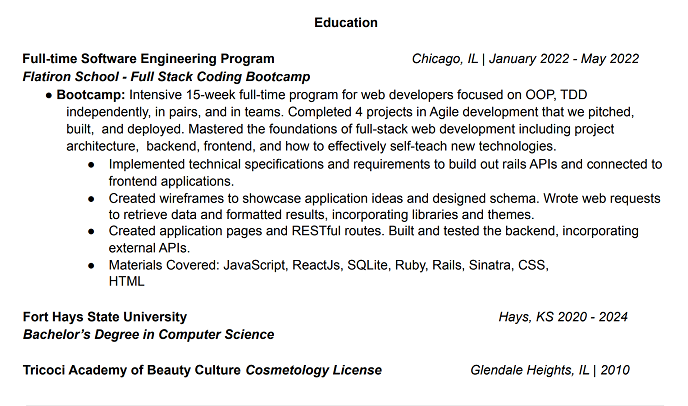 Education
Full-time Software Engineering Program Chicago, IL | January 2022 - May 2022
Flatiron School - Full Stack Coding Bootcamp
● Bootcamp: Intensive 15-week full-time program for web developers focused on OOP, TDD
independently, in pairs, and in teams. Completed 4 projects in Agile development that we pitched,
built, and deployed. Mastered the foundations of full-stack web development including project
architecture, backend, frontend, and how to effectively self-teach new technologies.
● Implemented technical specifications and requirements to build out rails APIs and connected to
frontend applications.
● Created wireframes to showcase application ideas and designed schema. Wrote web requests
to retrieve data and formatted results, incorporating libraries and themes.
● Created application pages and RESTful routes. Built and tested the backend, incorporating
external APIs.
● Materials Covered: JavaScript, ReactJs, SQLite, Ruby, Rails, Sinatra, CSS,
HTML
Fort Hays State University Hays, KS 2020 - 2024
Bachelor's Degree in Computer Science
Tricoci Academy of Beauty Culture Cosmetology License Glendale Heights, IL | 2010